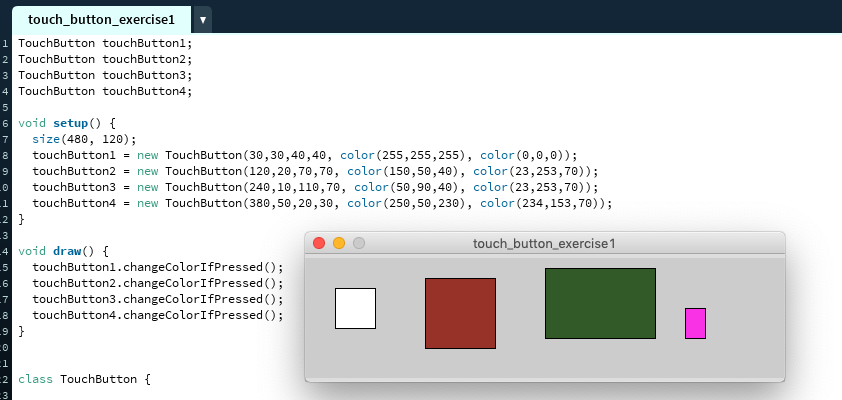 touch_button_exercise1 ▼
1 TouchButton touchButton1;
2 TouchButton touchButton2;
3 TouchButton touchButton3;
4 TouchButton touchButton4;
5
6 void setup() {
7 size(480, 120);
8 touchButton1 = new TouchButton(30,30,40,40, color(255,255,255), color(0,0,0));
9 touchButton2 = new TouchButton(120,20,70,70, color(150,50,40), color(23,253,70));
10 touchButton3 = new TouchButton(240,10,110,70, color(50,90,40), color(23,253,70));
11 touchButton4 = new TouchButton(380,50,20,30, color(250,50,230), color(234,153,70));
12 }
13
14 void draw() {
15 touchButton1.changeColorIfPressed();
16 touchButton2.changeColorIfPressed();
17 touchButton3.changeColorIfPressed();
18 touchButton4.changeColorIfPressed();
19 }
20
21
22 class TouchButton {
23
touch_button_exercise1